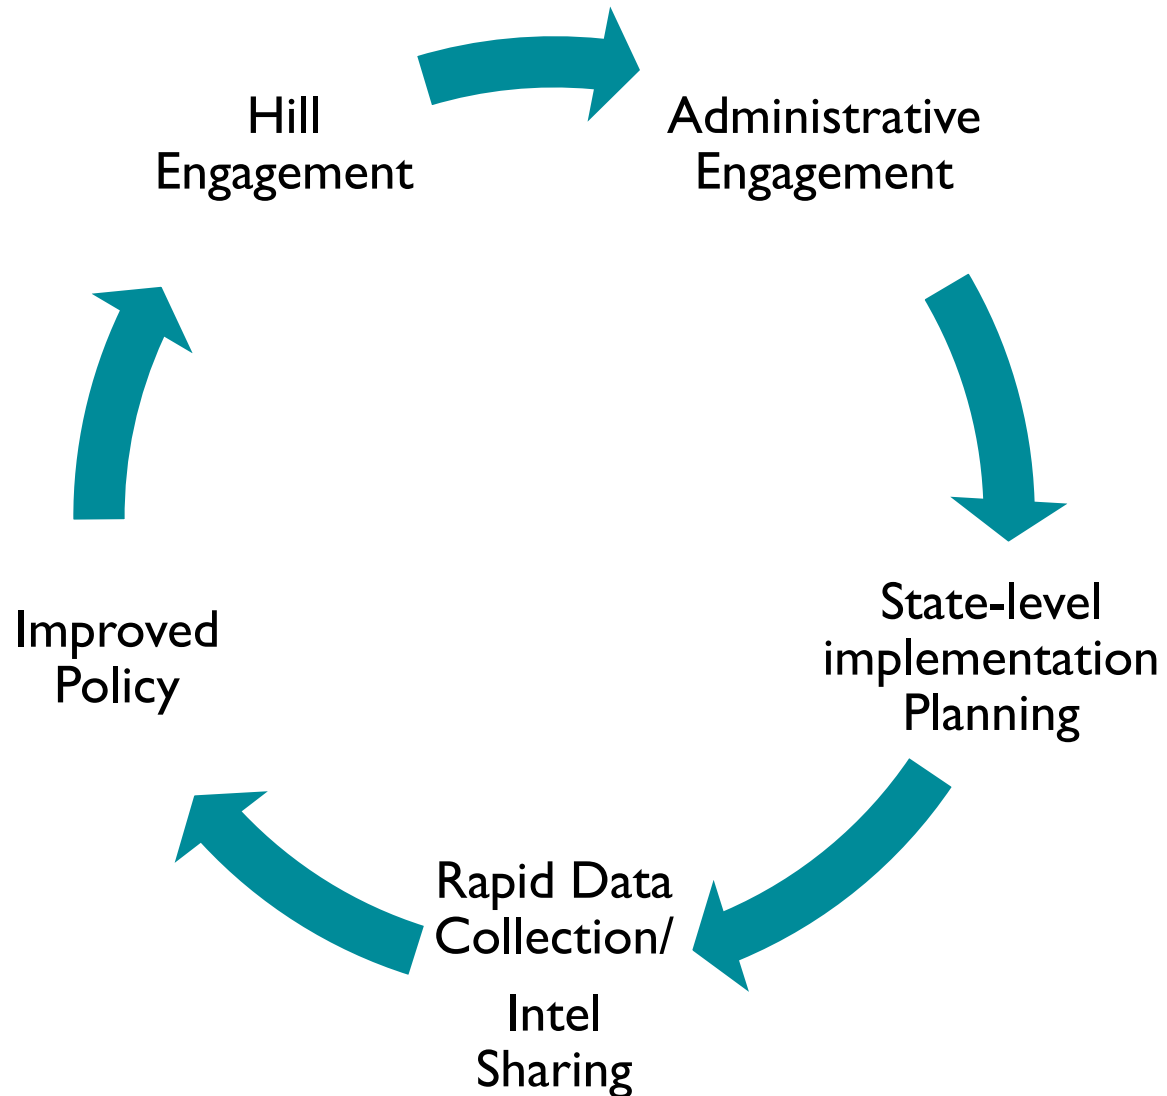 Hill
Engagement
Administrative
Engagement
State-level
implementation
Planning
Rapid Data
Collection/
Intel
Sharing
Improved
Policy